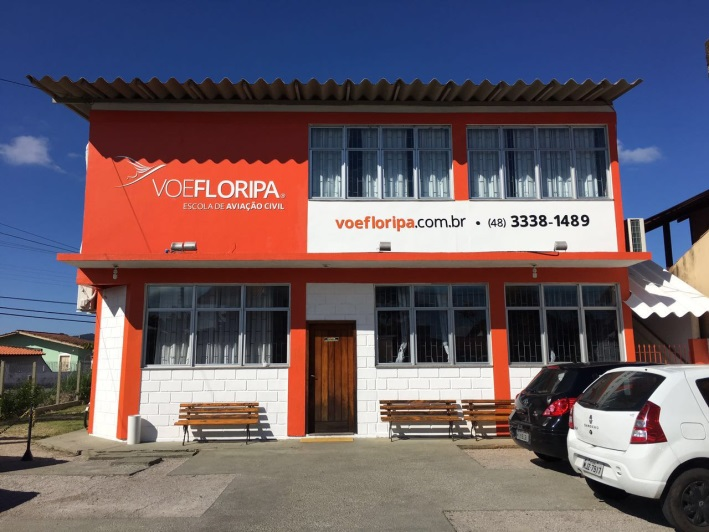 VOEFLORIPA
ESCOLA DE AVIAÇÃO CIVIL
voefloripa.com.br • (48) 3338-1489